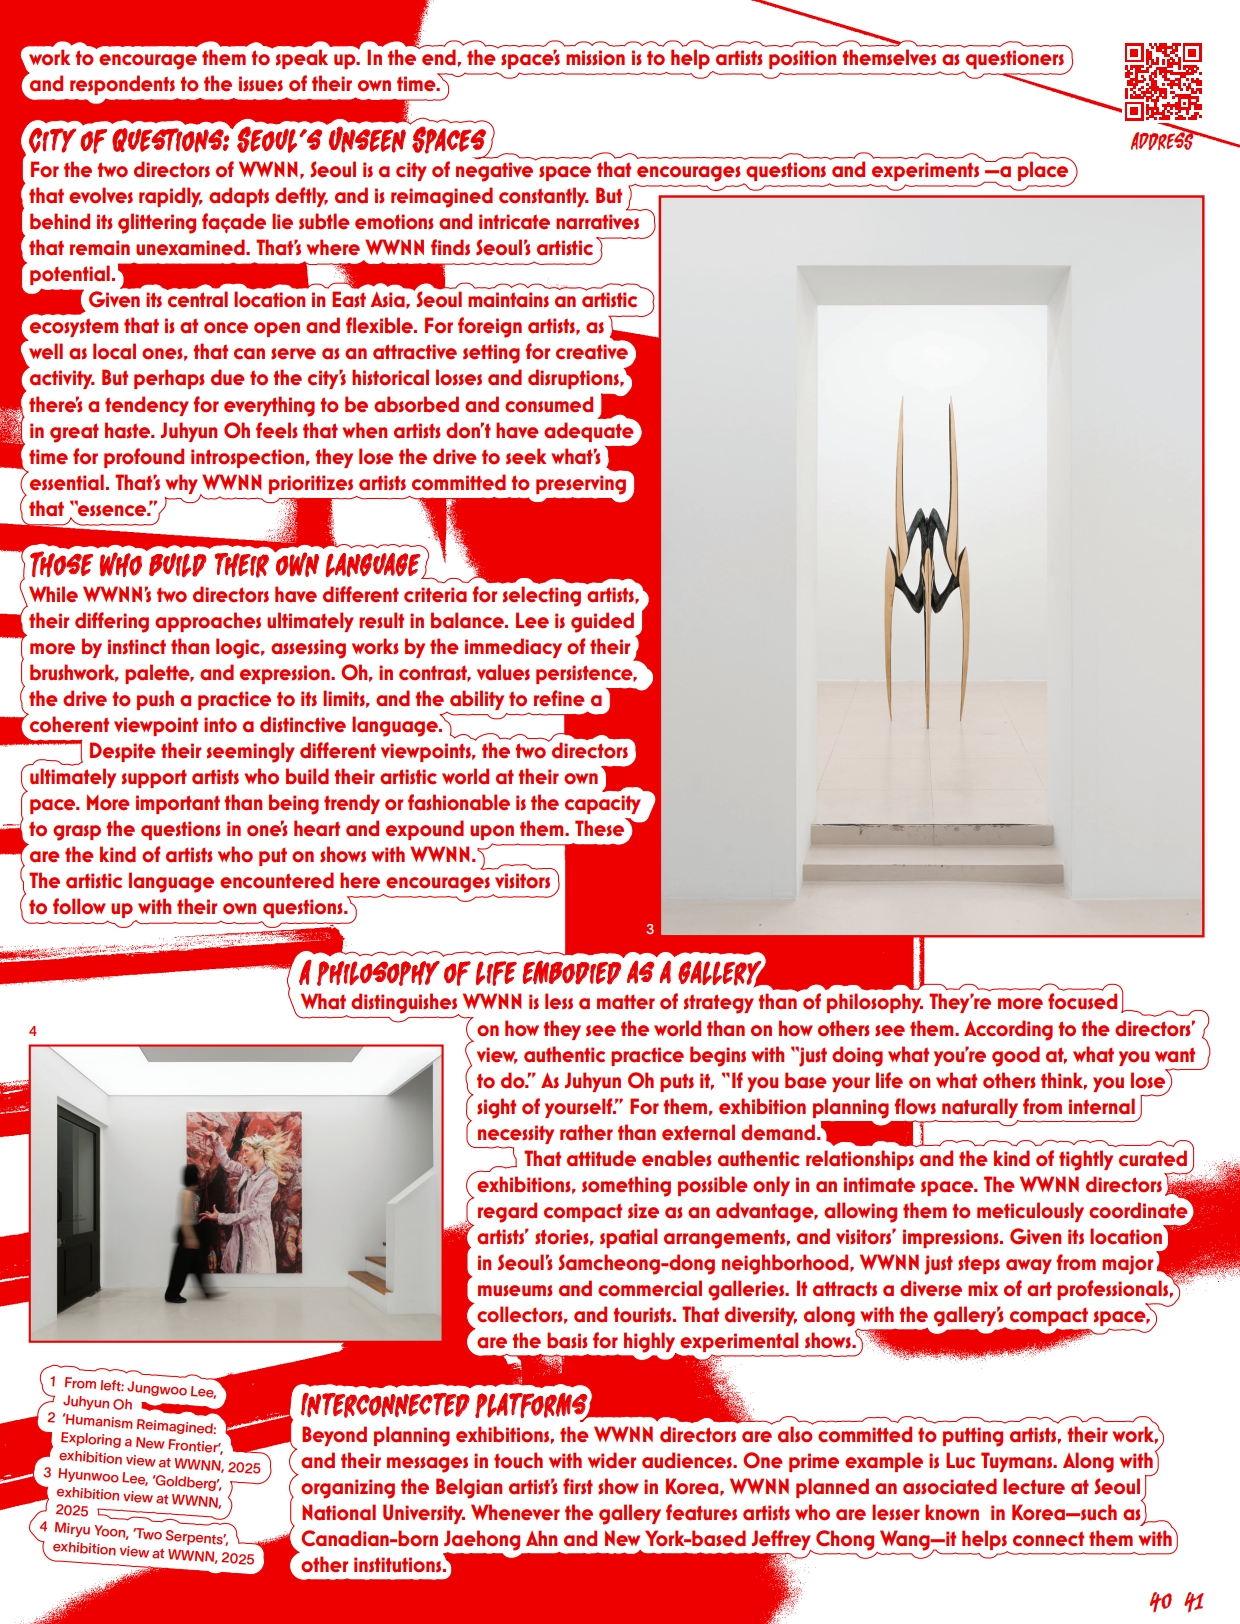 work to encourage them to speak up. In the end, the space's mission is to help artists position themselves as questioners
and respondents to the issues of their own time.
ADDRESS
City of Questions: Seoul's Unseen Spaces
For the two directors of WWNN, Seoul is a city of negative space that encourages questions and experiments —a place
that evolves rapidly, adapts deftly, and is reimagined constantly. But
behind its glittering façade lie subtle emotions and intricate narratives
that remain unexamined. That's where WWNN finds Seoul's artistic
potential.
Given its central location in East Asia, Seoul maintains an artistic
ecosystem that is at once open and flexible. For foreign artists, as
well as local ones, that can serve as an attractive setting for creative
activity. But perhaps due to the city's historical losses and disruptions,
there's a tendency for everything to be absorbed and consumed
in great haste. Juhyun Oh feels that when artists don't have adequate
time for profound introspection, they lose the drive to seek what's
essential. That's why WWNN prioritizes artists committed to preserving
that "essence."
Those Who Build Their Own Language
While WWNN's two directors have different criteria for selecting artists,
their differing approaches ultimately result in balance. Lee is guided
more by instinct than logic, assessing works by the immediacy of their
brushwork, palette, and expression. Oh, in contrast, values persistence,
the drive to push a practice to its limits, and the ability to refine a
coherent viewpoint into a distinctive language.
Despite their seemingly different viewpoints, the two directors
ultimately support artists who build their artistic world at their own
pace. More important than being trendy or fashionable is the capacity
to grasp the questions in one's heart and expound upon them. These
are the kind of artists who put on shows with WWNN.
The artistic language encountered here encourages visitors
to follow up with their own questions.
3
A Philosophy of Life Embodied as a Gallery
What distinguishes WWNN is less a matter of strategy than of philosophy. They're more focused
on how they see the world than on how others see them. According to the directors'
view, authentic practice begins with "just doing what you're good at, what you want
to do." As Juhyun Oh puts it, "If you base your life on what others think, you lose
sight of yourself." For them, exhibition planning flows naturally from internal
necessity rather than external demand.
That attitude enables authentic relationships and the kind of tightly curated
exhibitions, something possible only in an intimate space. The WWNN directors
regard compact size as an advantage, allowing them to meticulously coordinate
artists' stories, spatial arrangements, and visitors' impressions. Given its location
in Seoul's Samcheong-dong neighborhood, WWNN just steps away from major
museums and commercial galleries. It attracts a diverse mix of art professionals,
collectors, and tourists. That diversity, along with the gallery's compact space,
are the basis for highly experimental shows.
4
1 From left: Jungwoo Lee,
Juhyun Oh
2 'Humanism Reimagined:
Exploring a New Frontier',
exhibition view at WWNN, 2025
3 Hyunwoo Lee, 'Goldberg',
exhibition view at WWNN,
2025
4 Miryu Yoon, 'Two Serpents',
exhibition view at WWNN, 2025
Interconnected Platforms
Beyond planning exhibitions, the WWNN directors are also committed to putting artists, their work,
and their messages in touch with wider audiences. One prime example is Luc Tuymans. Along with
organizing the Belgian artist's first show in Korea, WWNN planned an associated lecture at Seoul
National University. Whenever the gallery features artists who are lesser known in Korea—such as
Canadian-born Jaehong Ahn and New York-based Jeffrey Chong Wang—it helps connect them with
other institutions.
40 41